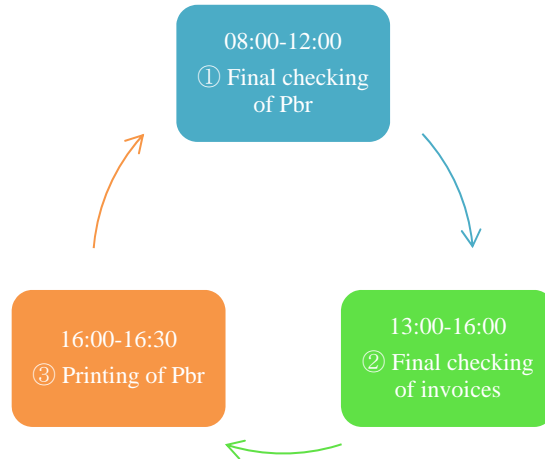 08:00-12:00
① Final checking
of Pbr
13:00-16:00
② Final checking
of invoices
16:00-16:30
③ Printing of Pbr